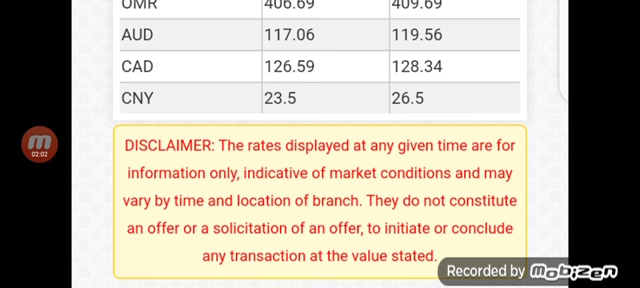 OMR 406.69 409.69
AUD 117.06 119.56
CAD 126.59 128.34
CNY 23.5 26.5
DISCLAIMER: The rates displayed at any given time are for
information only, indicative of market conditions and may
vary by time and location of branch. They do not constitute
an offer or a solicitation of an offer, to initiate or conclude
any transaction at the value stated.
02:02
Recorded by Mobizen